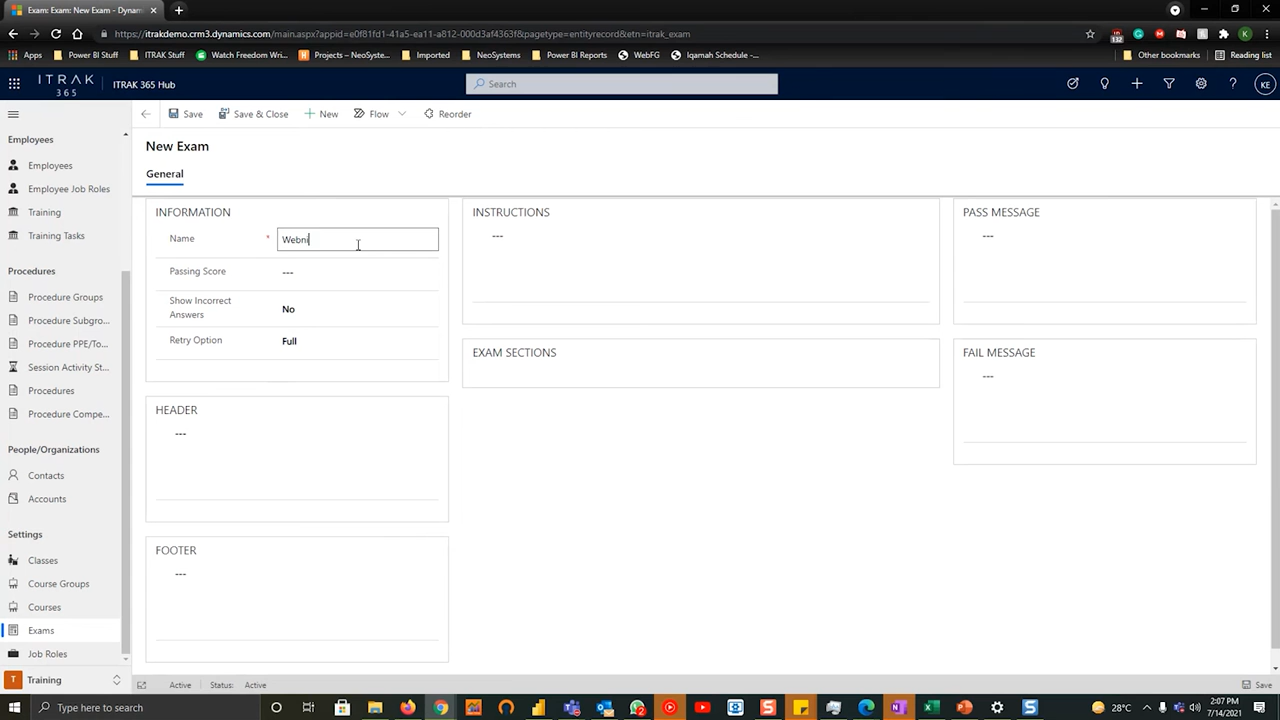 Exam: Exam: New Exam - Dynam
https://itrakdemo.crm3.dynamics.com/main.aspx?appid=e0f81fd1-41a5-ea11-a812-000d3af4363f&pagetype=entityrecord&etn=itrak_exam
132
K
Apps
Power BI Stuff
ITRAK Stuff
Watch Freedom Writ...
Projects – NeoSyste...
Imported
NeoSystems
Power BI Reports
WebFG
Iqamah Schedule -...
Other bookmarks
Reading list
ITRAK
365
ITRAK 365 Hub
Search
KE
Save
Save & Close
New
Flow
Reorder
New Exam
General
Employees
Employees
Employee Job Roles
Training
Training Tasks
Procedures
Procedure Groups
Procedure Subgro...
Procedure PPE/To...
Session Activity St...
Procedures
Procedure Compe...
People/Organizations
Contacts
Accounts
Settings
Classes
Course Groups
Courses
Exams
Job Roles
T Training
INFORMATION
Name * Webni
Passing Score ---
Show Incorrect
Answers No
Retry Option Full
HEADER
---
FOOTER
---
INSTRUCTIONS
---
EXAM SECTIONS
PASS MESSAGE
---
FAIL MESSAGE
---
Active Status: Active
Save
Type here to search
28°C
2:07 PM
7/14/2021